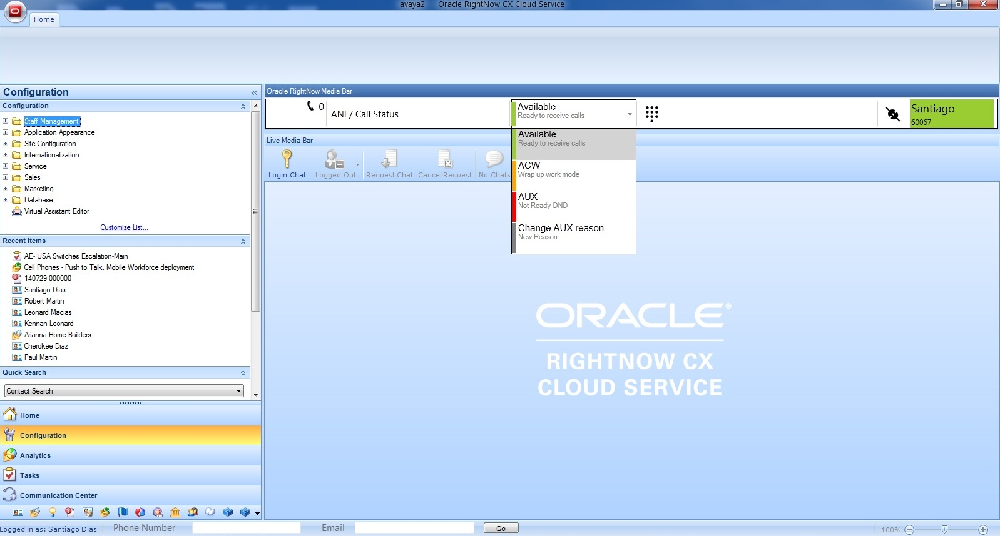 avaya2 - Oracle RightNow CX Cloud Service
Home
Configuration
Configuration
Staff Management
Application Appearance
Site Configuration
Internationalization
Service
Sales
Marketing
Database
Virtual Assistant Editor
Customize List...
Recent Items
AE- USA Switches Escalation-Main
Cell Phones - Push to Talk, Mobile Workforce deployment
140729-000000
Santiago Dias
Robert Martin
Leonard Macias
Kennan Leonard
Arianna Home Builders
Cherokee Diaz
Paul Martin
Quick Search
Contact Search
Home
Configuration
Analytics
Tasks
Communication Center
Oracle RightNow Media Bar
0
ANI / Call Status
Available
Ready to receive calls
Santiago
60067
Available
Ready to receive calls
ACW
Wrap up work mode
AUX
Not Ready-DND
Change AUX reason
New Reason
Live Media Bar
Login Chat Logged Out Request Chat Cancel Request No Chats
ORACLE®
RIGHTNOW CX
CLOUD SERVICE
Logged in as: Santiago Dias Phone Number Email Go 100%